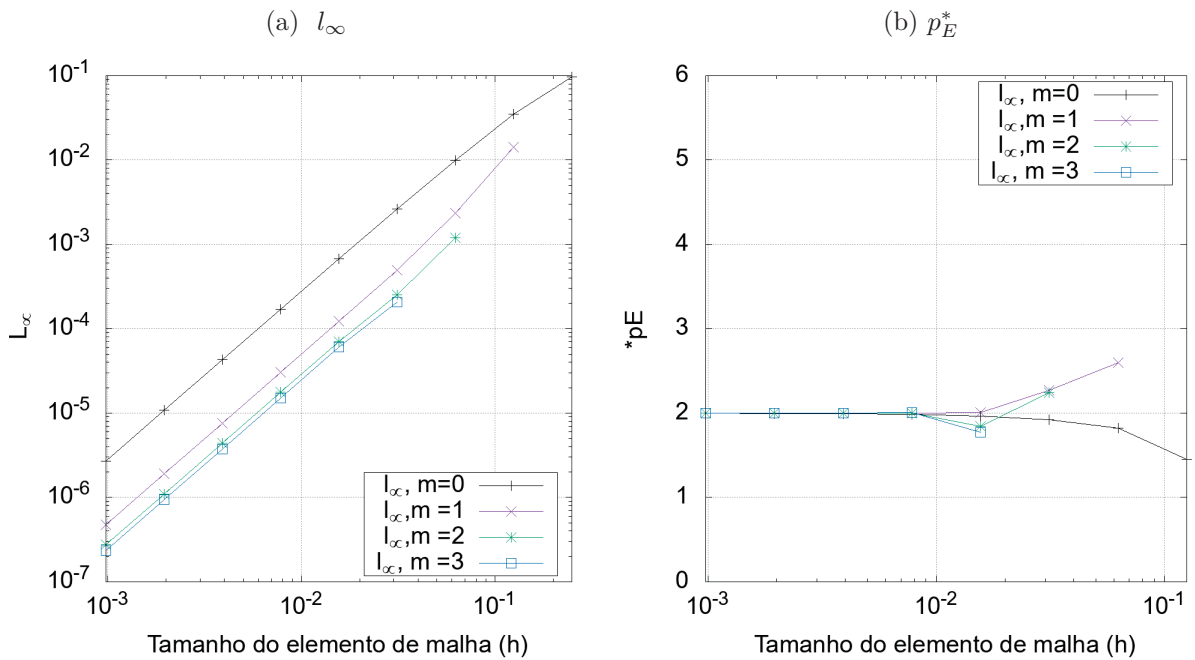 (a) l∞
(b) p*E
10^-1
10^-2
10^-3
10^-4
10^-5
10^-6
10^-7
L∝
l∝, m=0
l∝,m =1
l∝,m =2
l∝, m =3
10^-3
10^-2
10^-1
Tamanho do elemento de malha (h)
6
5
4
3
2
1
0
*pE
l∝, m=0
l∝,m =1
l∝,m =2
l∝, m =3
10^-3
10^-2
10^-1
Tamanho do elemento de malha (h)